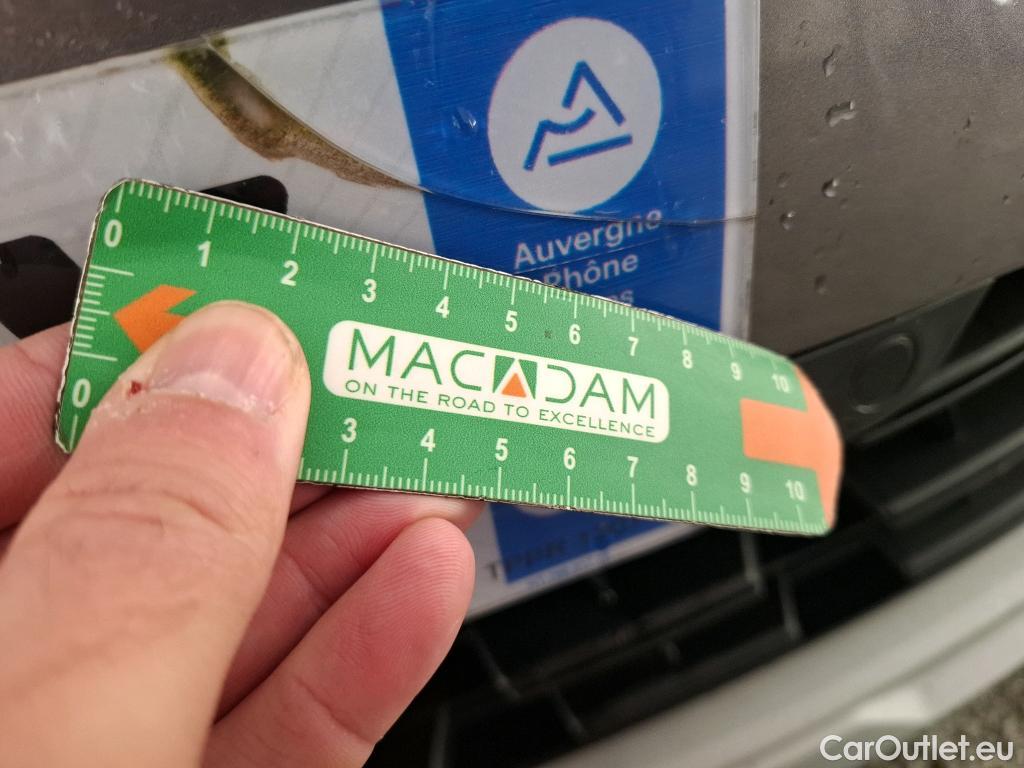 Auvergne
Rhône
0 1 2 3 4 5 6 7 8 9 10
MACADAM
ON THE ROAD TO EXCELLENCE
0 3 4 5 6 7 8 9 10
CarOutlet.eu